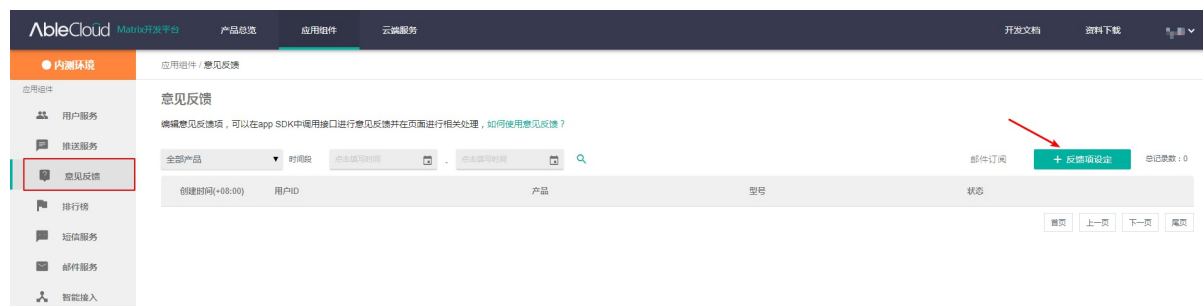 AbleCloud Matrix开发平台 产品总览 应用组件 云端服务 开发文档 资料下载
内测环境
应用组件 / 意见反馈
应用组件
意见反馈
用户服务
编辑意见反馈项，可以在app SDK中调用接口进行意见反馈并在页面进行相关处理，如何使用意见反馈？
推送服务
全部产品 时间段 点击填写时间 - 点击填写时间 邮件订阅 + 反馈项设定 总记录数：0
意见反馈
创建时间(+08:00) 用户ID 产品 型号 状态
排行榜
首页 上一页 下一页 尾页
短信服务
邮件服务
智能接入